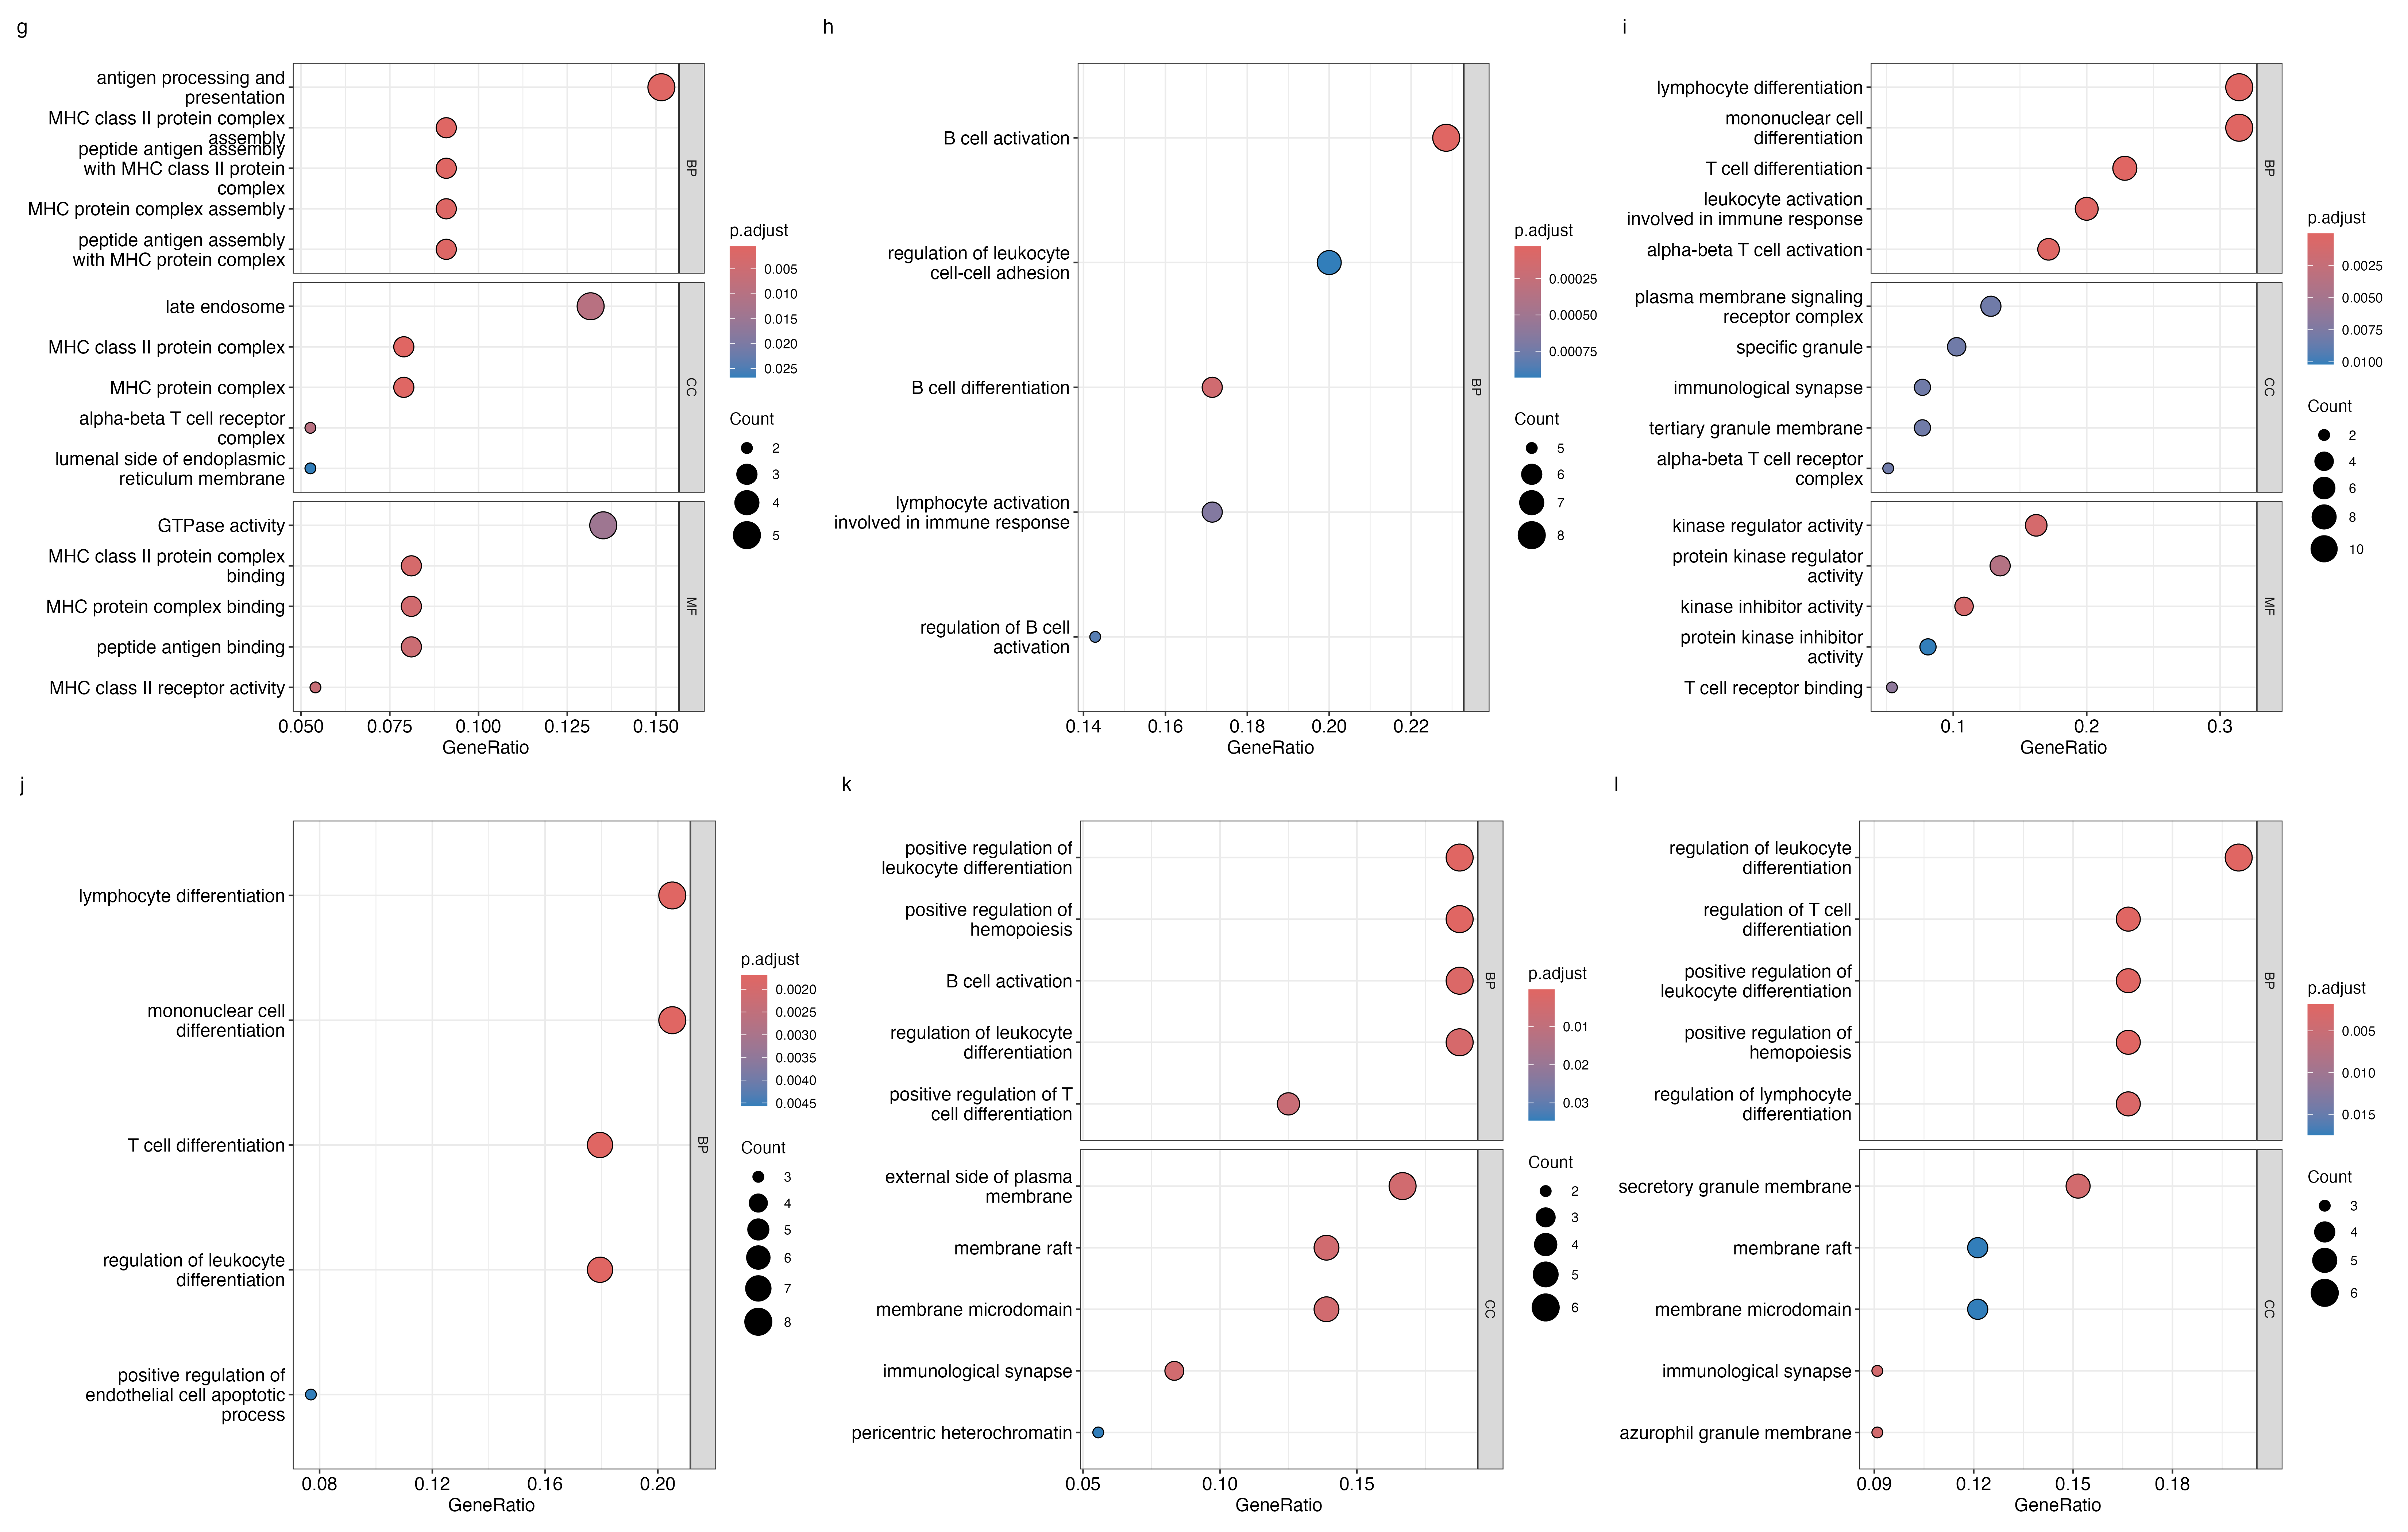 g
antigen processing and
presentation
MHC class II protein complex
assembly
peptide antigen assembly
with MHC class II protein
complex
MHC protein complex assembly
peptide antigen assembly
with MHC protein complex
BP
late endosome
MHC class II protein complex
MHC protein complex
alpha-beta T cell receptor
complex
lumenal side of endoplasmic
reticulum membrane
CC
GTPase activity
MHC class II protein complex
binding
MHC protein complex binding
peptide antigen binding
MHC class II receptor activity
MF
0.050 0.075 0.100 0.125 0.150
GeneRatio
p.adjust
0.005
0.010
0.015
0.020
0.025
Count
2
3
4
5
h
B cell activation
regulation of leukocyte
cell-cell adhesion
B cell differentiation
lymphocyte activation
involved in immune response
regulation of B cell
activation
BP
0.14 0.16 0.18 0.20 0.22
GeneRatio
p.adjust
0.00025
0.00050
0.00075
Count
5
6
7
8
i
lymphocyte differentiation
mononuclear cell
differentiation
T cell differentiation
leukocyte activation
involved in immune response
alpha-beta T cell activation
BP
plasma membrane signaling
receptor complex
specific granule
immunological synapse
tertiary granule membrane
alpha-beta T cell receptor
complex
CC
kinase regulator activity
protein kinase regulator
activity
kinase inhibitor activity
protein kinase inhibitor
activity
T cell receptor binding
MF
0.1 0.2 0.3
GeneRatio
p.adjust
0.0025
0.0050
0.0075
0.0100
Count
2
4
6
8
10
j
lymphocyte differentiation
mononuclear cell
differentiation
T cell differentiation
regulation of leukocyte
differentiation
positive regulation of
endothelial cell apoptotic
process
BP
0.08 0.12 0.16 0.20
GeneRatio
p.adjust
0.0020
0.0025
0.0030
0.0035
0.0040
0.0045
Count
3
4
5
6
7
8
k
positive regulation of
leukocyte differentiation
positive regulation of
hemopoiesis
B cell activation
regulation of leukocyte
differentiation
positive regulation of T
cell differentiation
BP
external side of plasma
membrane
membrane raft
membrane microdomain
immunological synapse
pericentric heterochromatin
CC
0.05 0.10 0.15
GeneRatio
p.adjust
0.01
0.02
0.03
Count
2
3
4
5
6
l
regulation of leukocyte
differentiation
regulation of T cell
differentiation
positive regulation of
leukocyte differentiation
positive regulation of
hemopoiesis
regulation of lymphocyte
differentiation
BP
secretory granule membrane
membrane raft
membrane microdomain
immunological synapse
azurophil granule membrane
CC
0.09 0.12 0.15 0.18
GeneRatio
p.adjust
0.005
0.010
0.015
Count
3
4
5
6